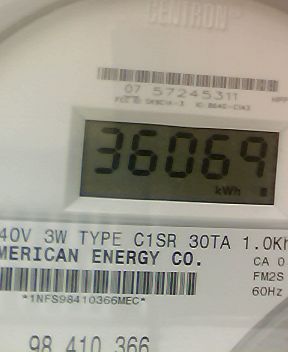 CENTRON®
07 57245311
36069
kWh
40V 3W TYPE C1SR 30TA 1.0Kh
MERICAN ENERGY CO.
CA 0.
FM2S
60Hz
*1NFS98410366MEC*
98 410 366